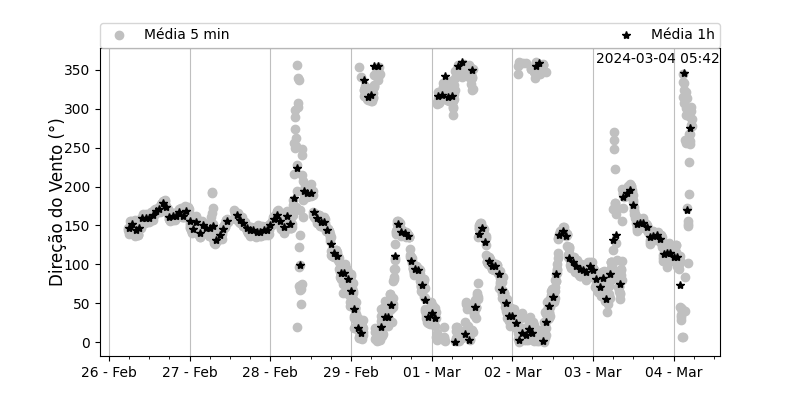 Média 5 min
Média 1h
2024-03-04 05:42
Direção do Vento (°)
350
300
250
200
150
100
50
0
26 - Feb
27 - Feb
28 - Feb
29 - Feb
01 - Mar
02 - Mar
03 - Mar
04 - Mar